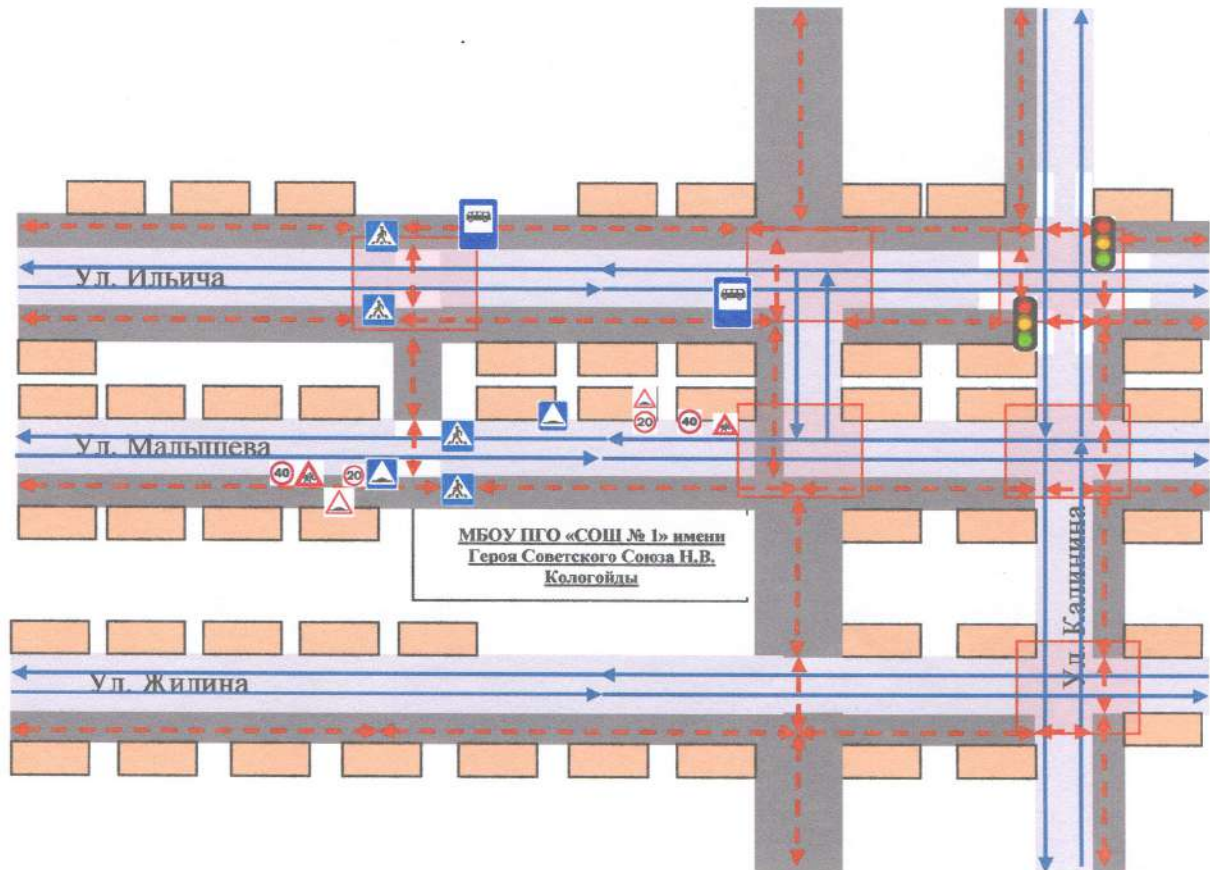 Ул. Ильича
Ул. Малышева
20
40
40
20
МБОУ ПГО «СОШ № 1» имени
Героя Советского Союза Н.В.
Кологойды
Ул. Калинина
Ул. Жилина